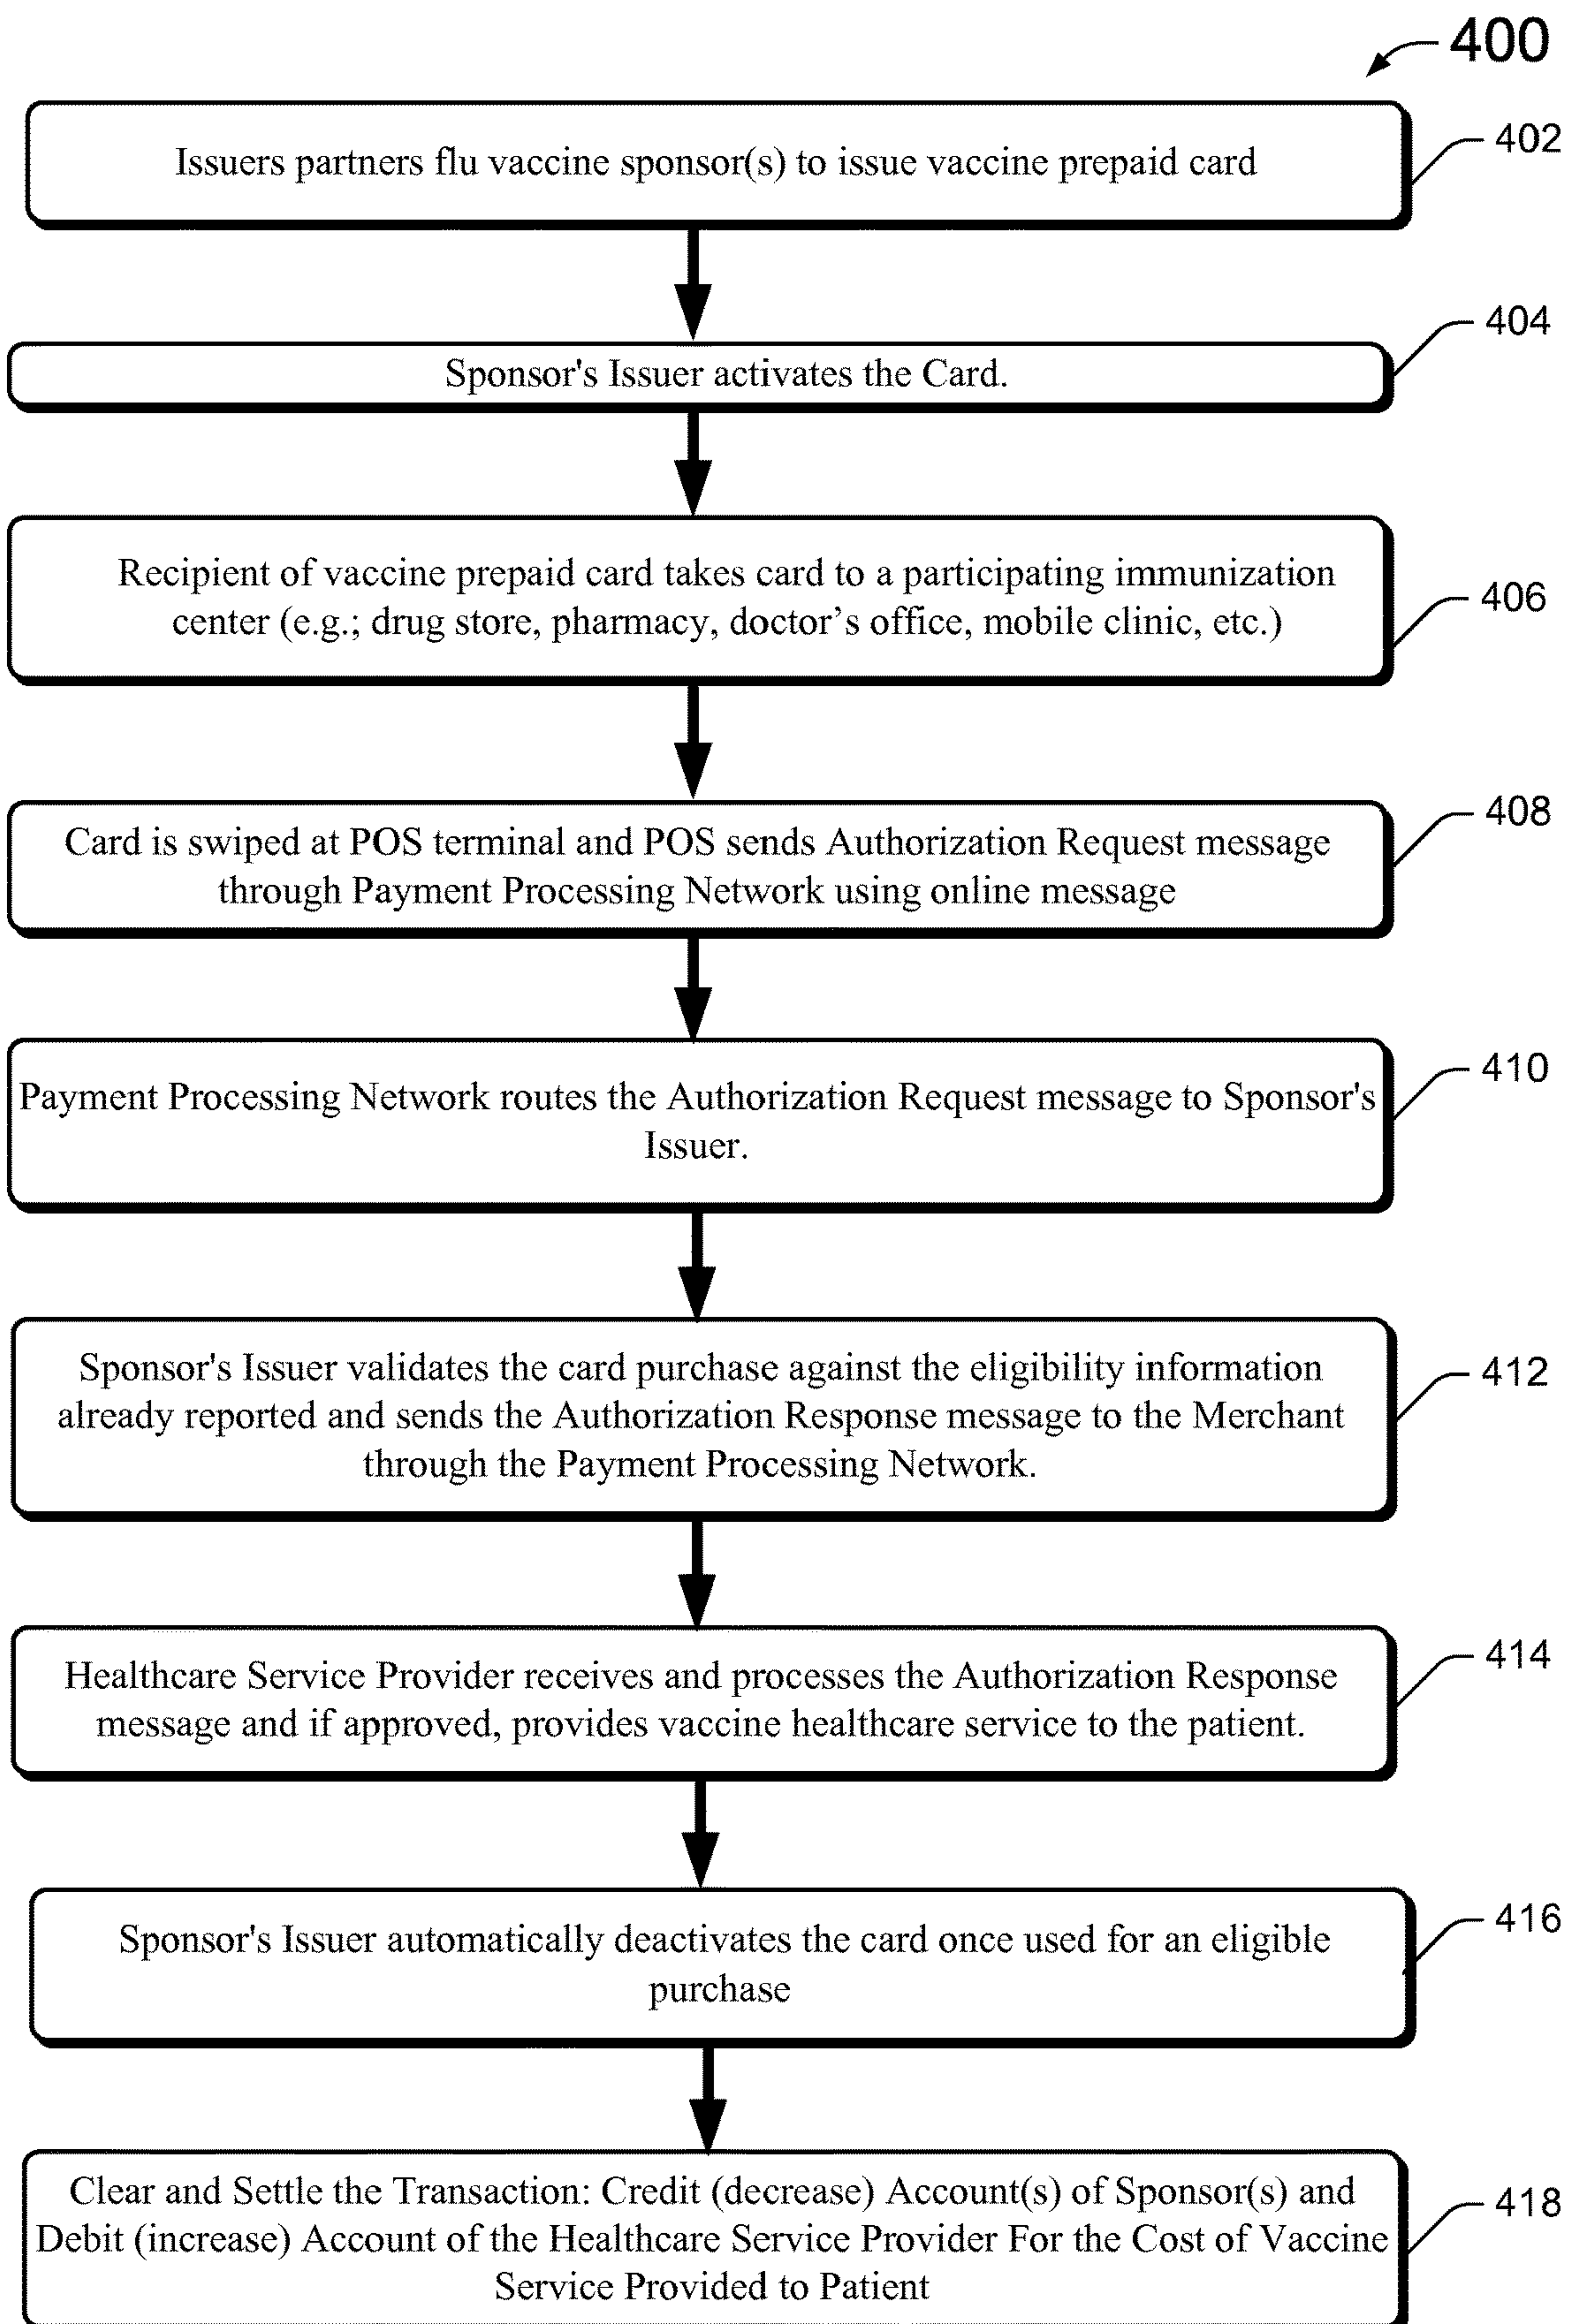 400
Issuers partners flu vaccine sponsor(s) to issue vaccine prepaid card
402
Sponsor's Issuer activates the Card.
404
Recipient of vaccine prepaid card takes card to a participating immunization
center (e.g.; drug store, pharmacy, doctor’s office, mobile clinic, etc.)
406
Card is swiped at POS terminal and POS sends Authorization Request message
through Payment Processing Network using online message
408
Payment Processing Network routes the Authorization Request message to Sponsor's
Issuer.
410
Sponsor's Issuer validates the card purchase against the eligibility information
already reported and sends the Authorization Response message to the Merchant
through the Payment Processing Network.
412
Healthcare Service Provider receives and processes the Authorization Response
message and if approved, provides vaccine healthcare service to the patient.
414
Sponsor's Issuer automatically deactivates the card once used for an eligible
purchase
416
Clear and Settle the Transaction: Credit (decrease) Account(s) of Sponsor(s) and
Debit (increase) Account of the Healthcare Service Provider For the Cost of Vaccine
Service Provided to Patient
418